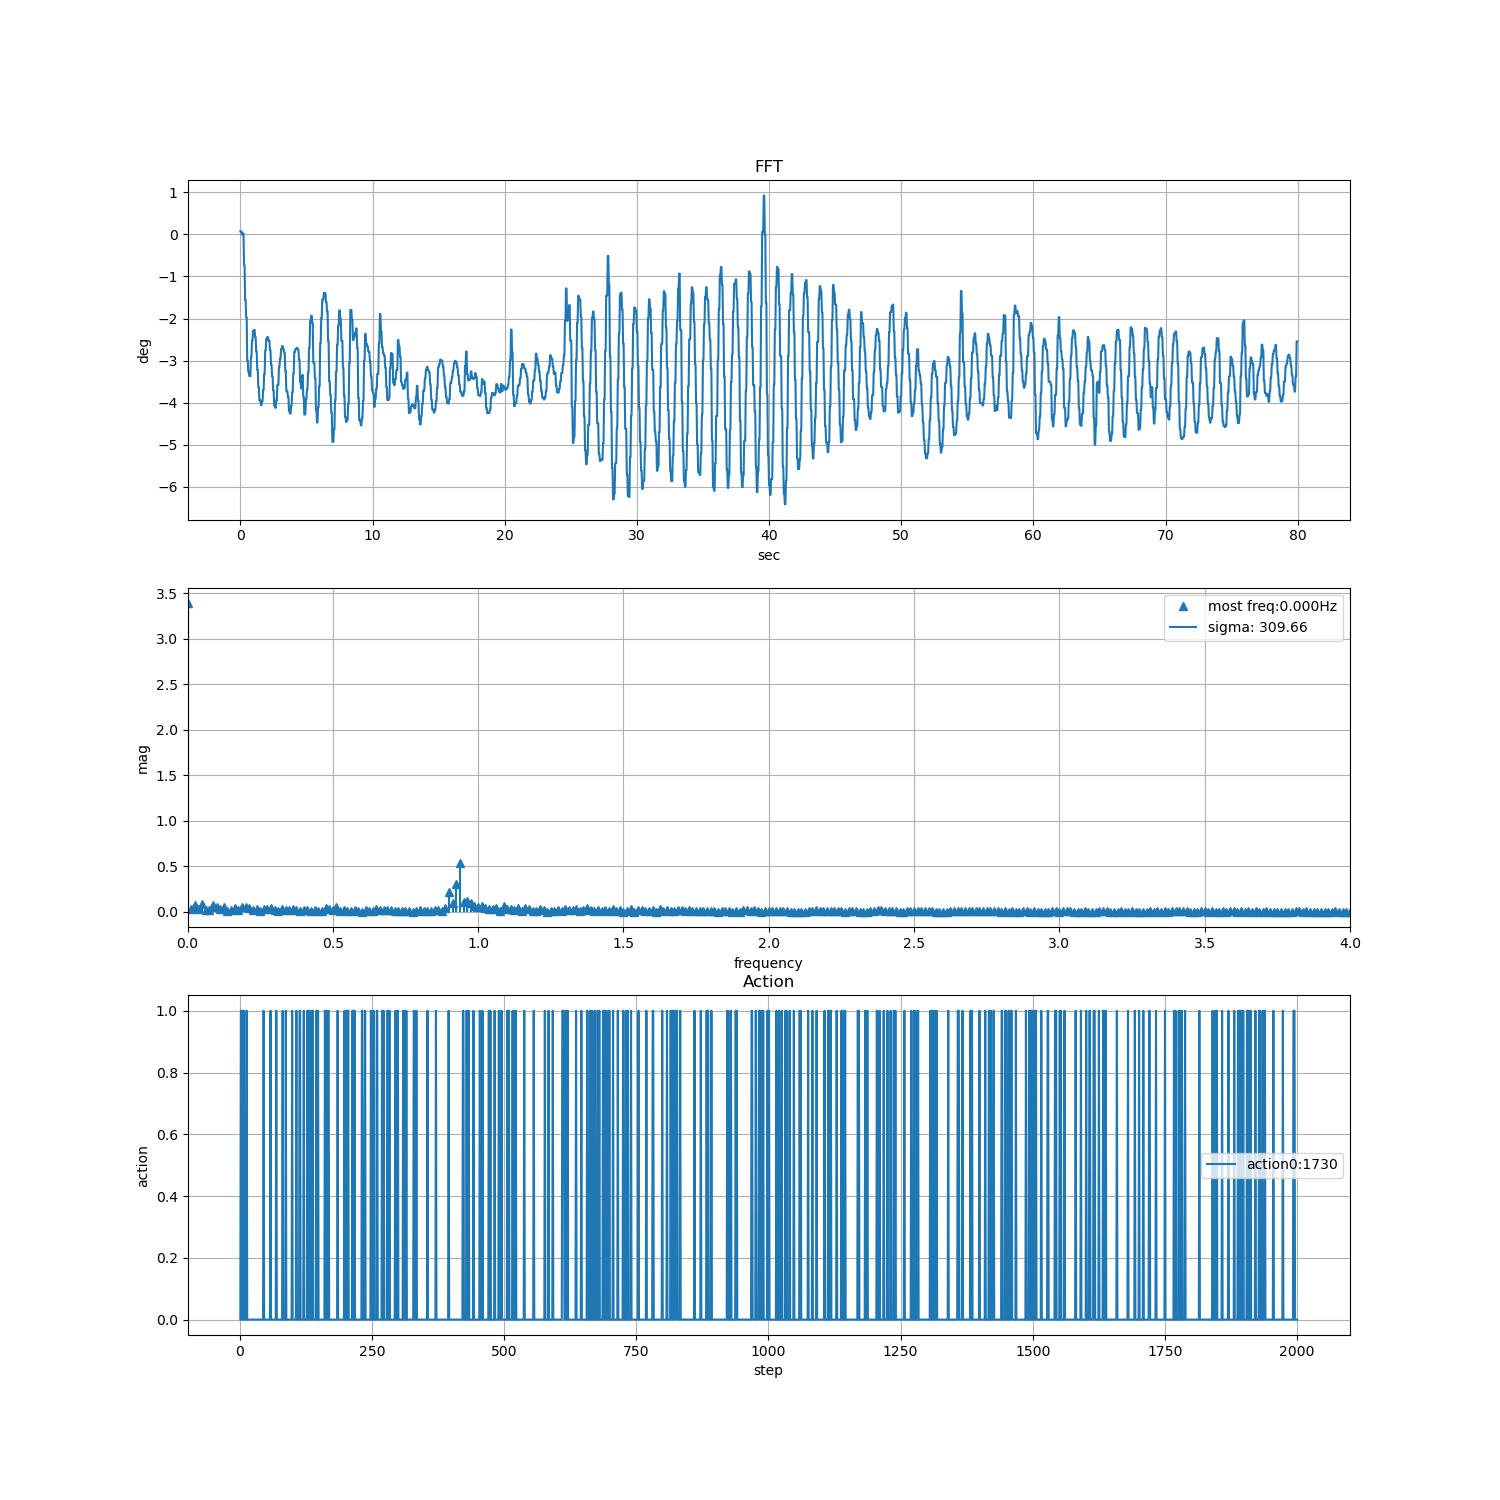 FFT
1
0
−1
−2
−3
−4
−5
−6
deg
0 10 20 30 40 50 60 70 80
sec
3.5
3.0
2.5
2.0
1.5
1.0
0.5
0.0
mag
most freq:0.000Hz
sigma: 309.66
0.0 0.5 1.0 1.5 2.0 2.5 3.0 3.5 4.0
frequency
Action
1.0
0.8
0.6
0.4
0.2
0.0
action
action0:1730
0 250 500 750 1000 1250 1500 1750 2000
step